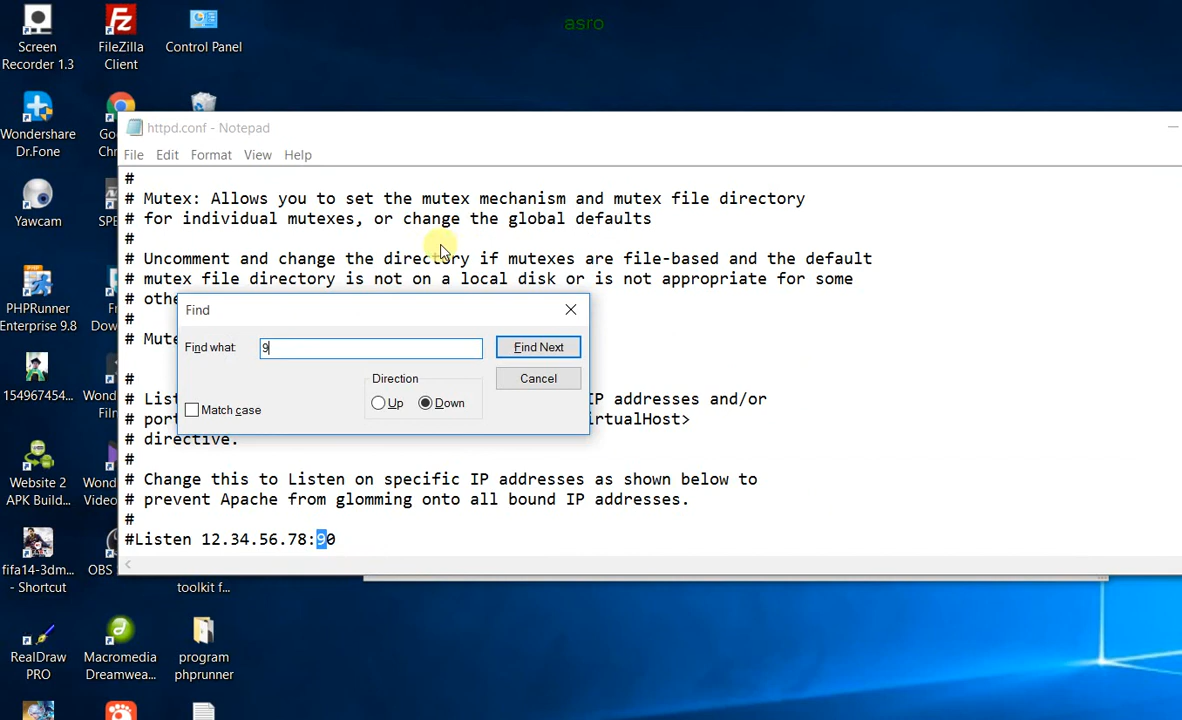 asro
Screen
Recorder 1.3
FileZilla
Client
Control Panel
Wondershare
Dr.Fone
Yawcam
PHPRunner
Enterprise 9.8
154967454...
Website 2
APK Build...
fifa14-3dm...
- Shortcut
OBS
toolkit f...
RealDraw
PRO
Macromedia
Dreamwea...
program
phprunner
httpd.conf - Notepad
File Edit Format View Help
#
# Mutex: Allows you to set the mutex mechanism and mutex file directory
# for individual mutexes, or change the global defaults
#
# Uncomment and change the directory if mutexes are file-based and the default
# mutex file directory is not on a local disk or is not appropriate for some
#
#
#
IP addresses and/or
# directive.
#
# Change this to Listen on specific IP addresses as shown below to
# prevent Apache from glomming onto all bound IP addresses.
#
#Listen 12.34.56.78:90
Find
Find what: 9
Find Next
Direction
Cancel
Up Down
Match case